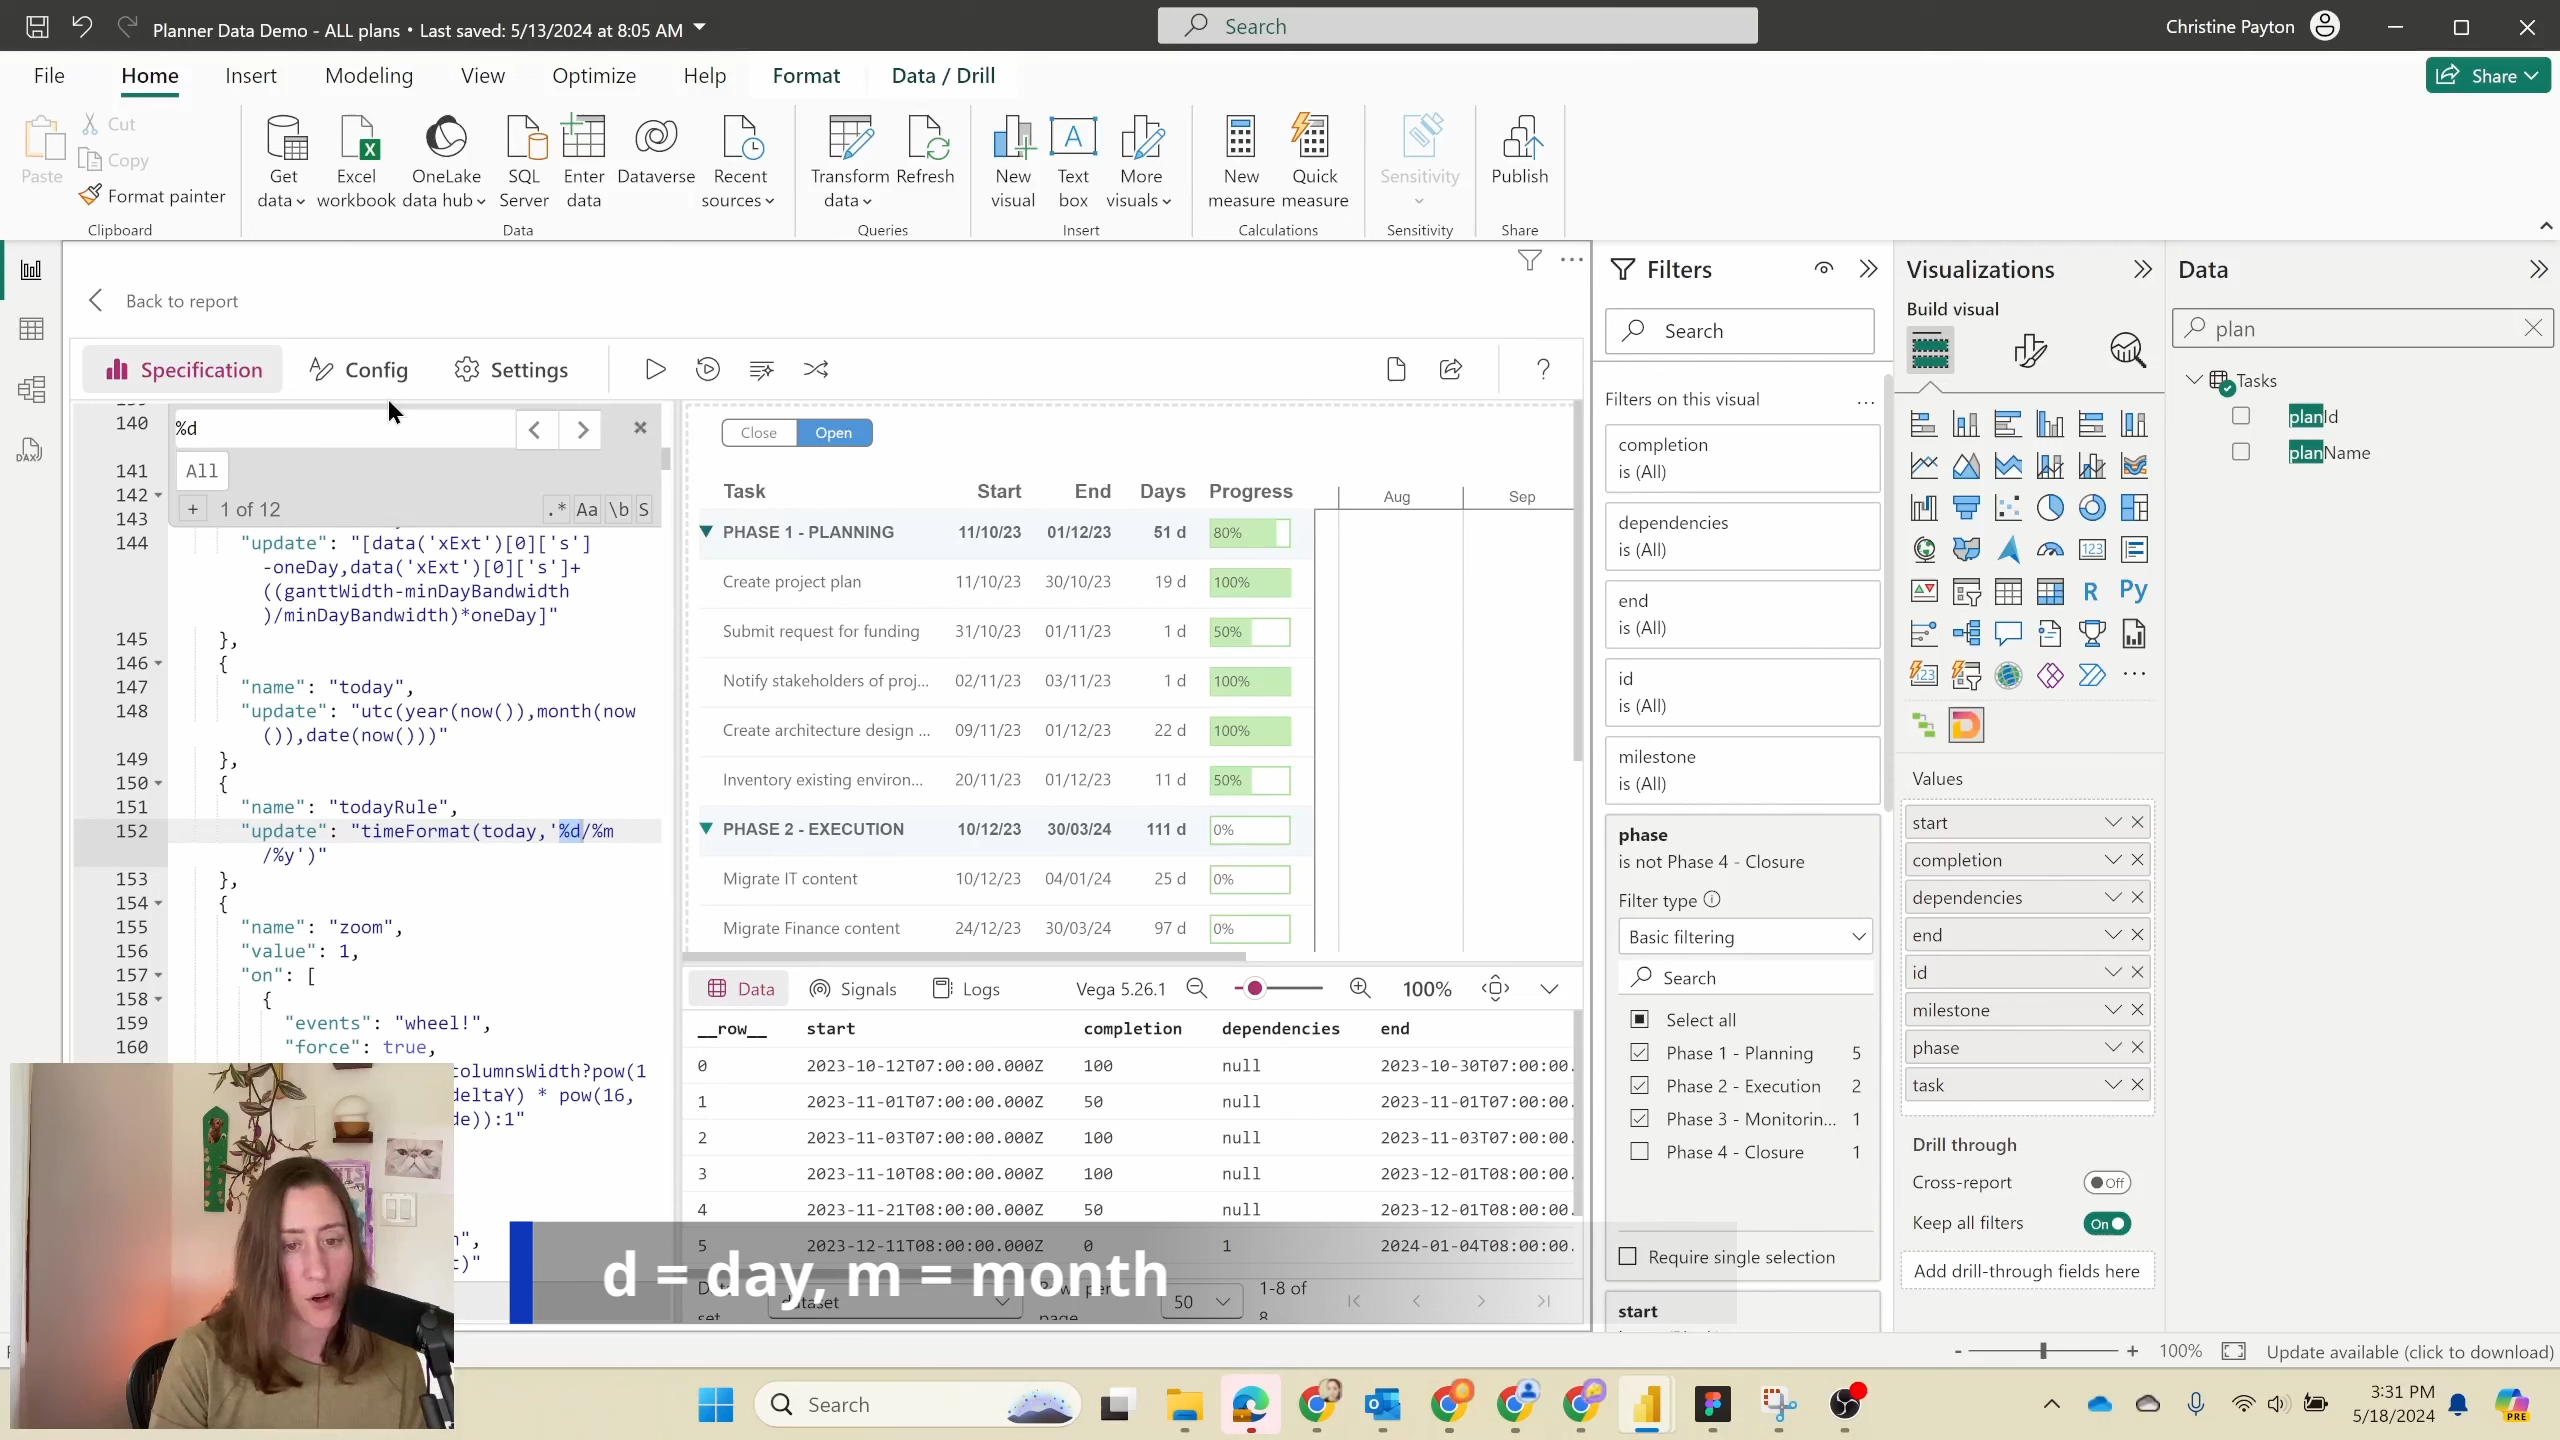 Planner Data Demo - ALL plans • Last saved: 5/13/2024 at 8:05 AM
Search
Christine Payton
File Home Insert Modeling View Optimize Help Format Data / Drill
Share
Paste
Cut
Copy
Format painter
Clipboard
Get data
Excel workbook
OneLake data hub
SQL Server
Enter data
Dataverse
Recent sources
Data
Transform data
Refresh
Queries
New visual
Text box
More visuals
Insert
New measure
Quick measure
Calculations
Sensitivity
Sensitivity
Publish
Share
Back to report
Specification Config Settings
%d
All
1 of 12
.* Aa \b S
140
141
142
143
144 "update": "[data('xExt')[0]['s']
-oneDay,data('xExt')[0]['s']+
((ganttWidth-minDayBandwidth
)/minDayBandwidth)*oneDay]"
145 },
146 {
147 "name": "today",
148 "update": "utc(year(now()),month(now
()),date(now()))"
149 },
150 {
151 "name": "todayRule",
152 "update": "timeFormat(today,'%d/%m
/%y')"
153 },
154 {
155 "name": "zoom",
156 "value": 1,
157 "on": [
158 {
159 "events": "wheel!",
160 "force": true,
columnsWidth?pow(1
deltaY) * pow(16,
de)):1"
Close Open
Task Start End Days Progress
Aug Sep
PHASE 1 - PLANNING 11/10/23 01/12/23 51 d 80%
Create project plan 11/10/23 30/10/23 19 d 100%
Submit request for funding 31/10/23 01/11/23 1 d 50%
Notify stakeholders of proj... 02/11/23 03/11/23 1 d 100%
Create architecture design ... 09/11/23 01/12/23 22 d 100%
Inventory existing environ... 20/11/23 01/12/23 11 d 50%
PHASE 2 - EXECUTION 10/12/23 30/03/24 111 d 0%
Migrate IT content 10/12/23 04/01/24 25 d 0%
Migrate Finance content 24/12/23 30/03/24 97 d 0%
Data Signals Logs Vega 5.26.1 100%
__row__ start completion dependencies end
0 2023-10-12T07:00:00.000Z 100 null 2023-10-30T07:00:00.
1 2023-11-01T07:00:00.000Z 50 null 2023-11-01T07:00:00.
2 2023-11-03T07:00:00.000Z 100 null 2023-11-03T07:00:00.
3 2023-11-10T08:00:00.000Z 100 null 2023-12-01T08:00:00.
4 2023-11-21T08:00:00.000Z 50 null 2023-12-01T08:00:00.
5 2023-12-11T08:00:00.000Z 0 1 2024-01-04T08:00:00.
d = day, m = month
50 1-8 of
8
Filters
Search
Filters on this visual
completion
is (All)
dependencies
is (All)
end
is (All)
id
is (All)
milestone
is (All)
phase
is not Phase 4 - Closure
Filter type
Basic filtering
Search
Select all
Phase 1 - Planning 5
Phase 2 - Execution 2
Phase 3 - Monitorin... 1
Phase 4 - Closure 1
Require single selection
start
Visualizations
Build visual
R Py
123
Values
start
completion
dependencies
end
id
milestone
phase
task
Drill through
Cross-report Off
Keep all filters On
Add drill-through fields here
Data
plan
Tasks
planId
planName
- + 100% Update available (click to download)
Search
3:31 PM
5/18/2024
PRE